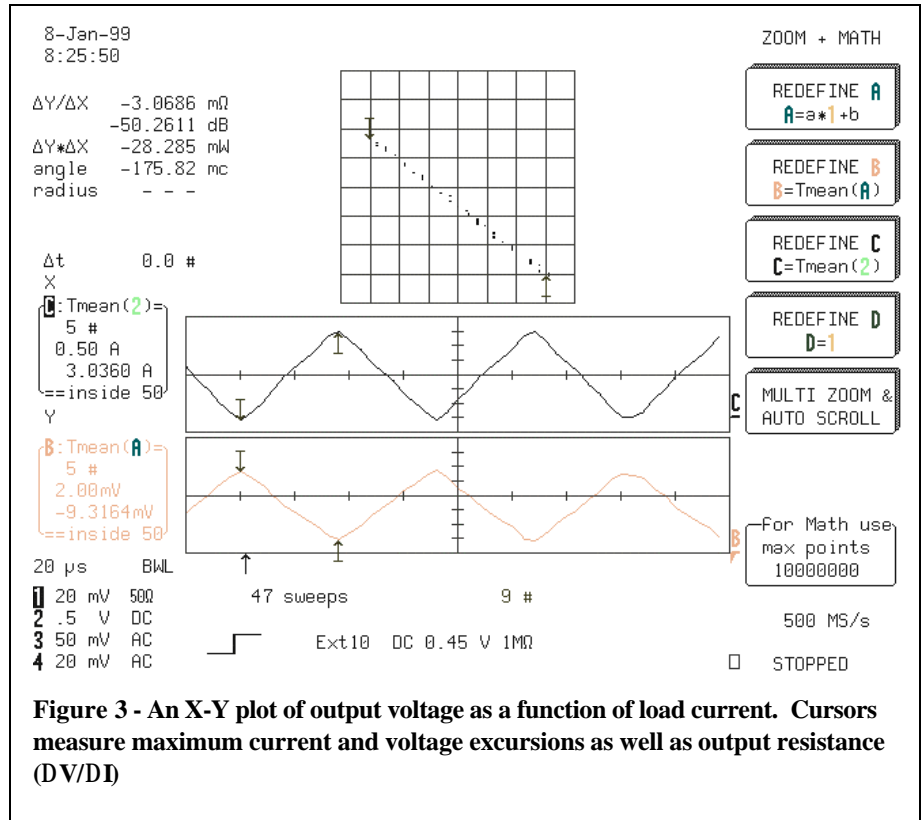 8-Jan-99
8:25:50
ΔY/ΔX -3.0686 mΩ
-50.2611 dB
ΔY*ΔX -28.285 mW
angle -175.82 mc
radius - - -
Δt 0.0 #
X
C:Tmean(2)=
5 #
0.50 A
3.0360 A
==inside 50
Y
B:Tmean(A)=
5 #
2.00mV
-9.3164mV
==inside 50
20 µs BWL
1 20 mV 50Ω
2 .5 V DC
3 50 mV AC
4 20 mV AC
47 sweeps 9 #
Ext10 DC 0.45 V 1MΩ
C
B
ZOOM + MATH
REDEFINE A
A=a*1+b
REDEFINE B
B=Tmean(A)
REDEFINE C
C=Tmean(2)
REDEFINE D
D=1
MULTI ZOOM &
AUTO SCROLL
For Math use
max points
10000000
500 MS/s
STOPPED
Figure 3 - An X-Y plot of output voltage as a function of load current. Cursors
measure maximum current and voltage excursions as well as output resistance
(DV/DI)